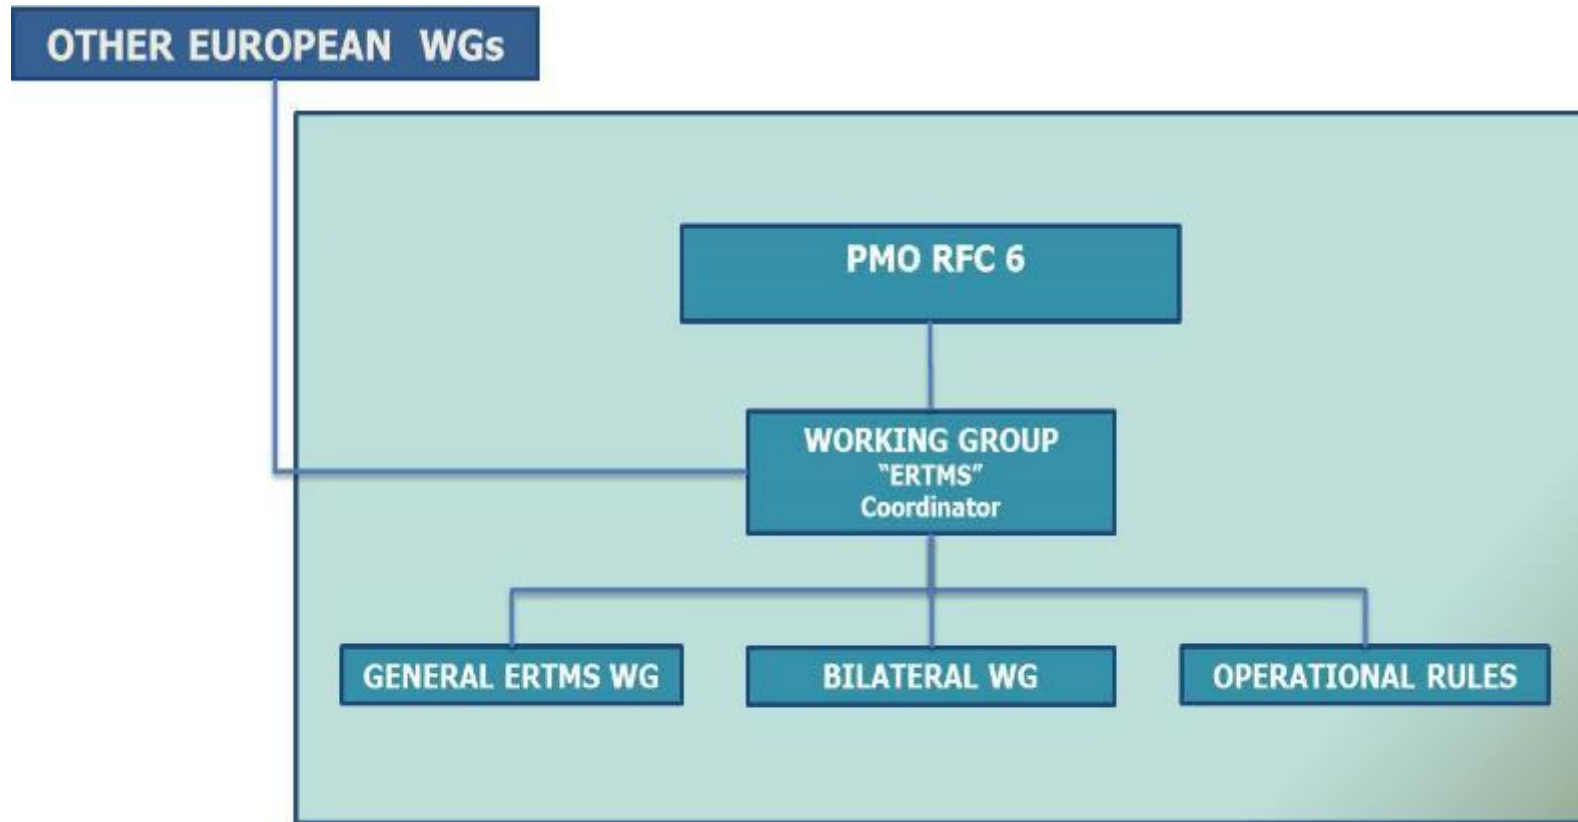 OTHER EUROPEAN WGs
PMO RFC 6
WORKING GROUP
"ERTMS"
Coordinator
GENERAL ERTMS WG
BILATERAL WG
OPERATIONAL RULES